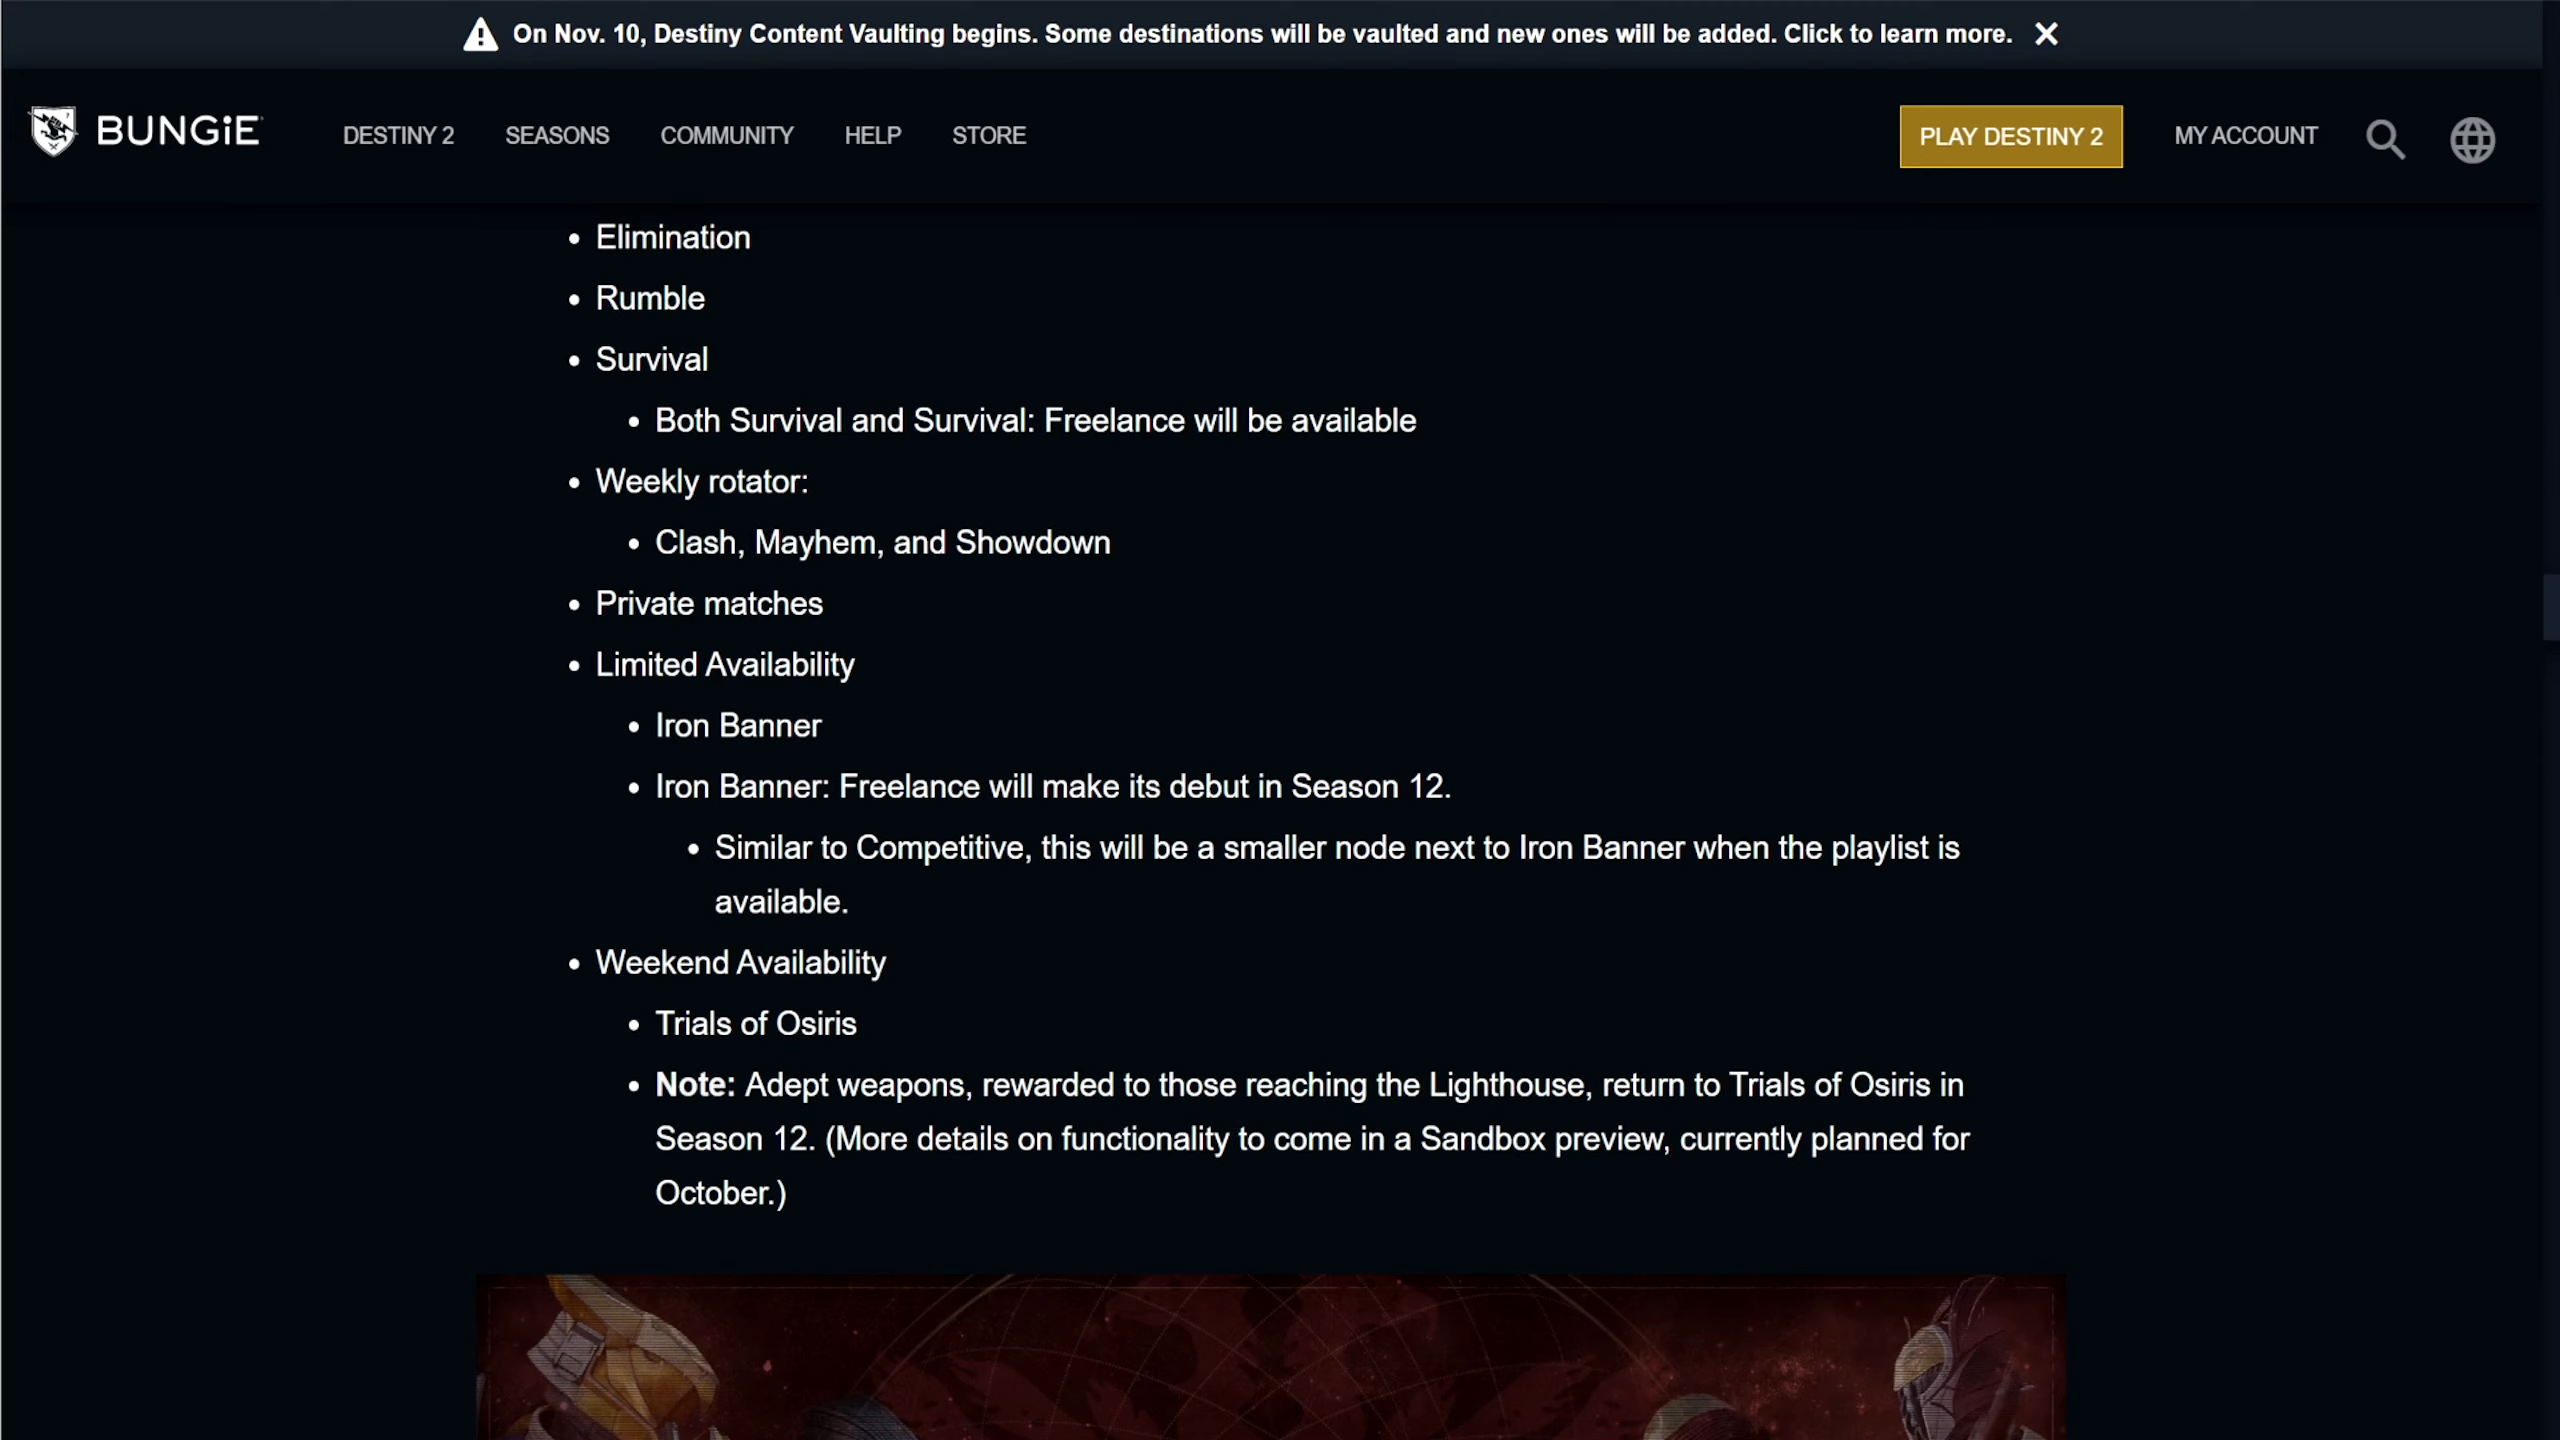 On Nov. 10, Destiny Content Vaulting begins. Some destinations will be vaulted and new ones will be added. Click to learn more.
BUNGiE
DESTINY 2
SEASONS
COMMUNITY
HELP
STORE
PLAY DESTINY 2
MY ACCOUNT
Elimination
Rumble
Survival
Both Survival and Survival: Freelance will be available
Weekly rotator:
Clash, Mayhem, and Showdown
Private matches
Limited Availability
Iron Banner
Iron Banner: Freelance will make its debut in Season 12.
Similar to Competitive, this will be a smaller node next to Iron Banner when the playlist is
available.
Weekend Availability
Trials of Osiris
Note: Adept weapons, rewarded to those reaching the Lighthouse, return to Trials of Osiris in
Season 12. (More details on functionality to come in a Sandbox preview, currently planned for
October.)